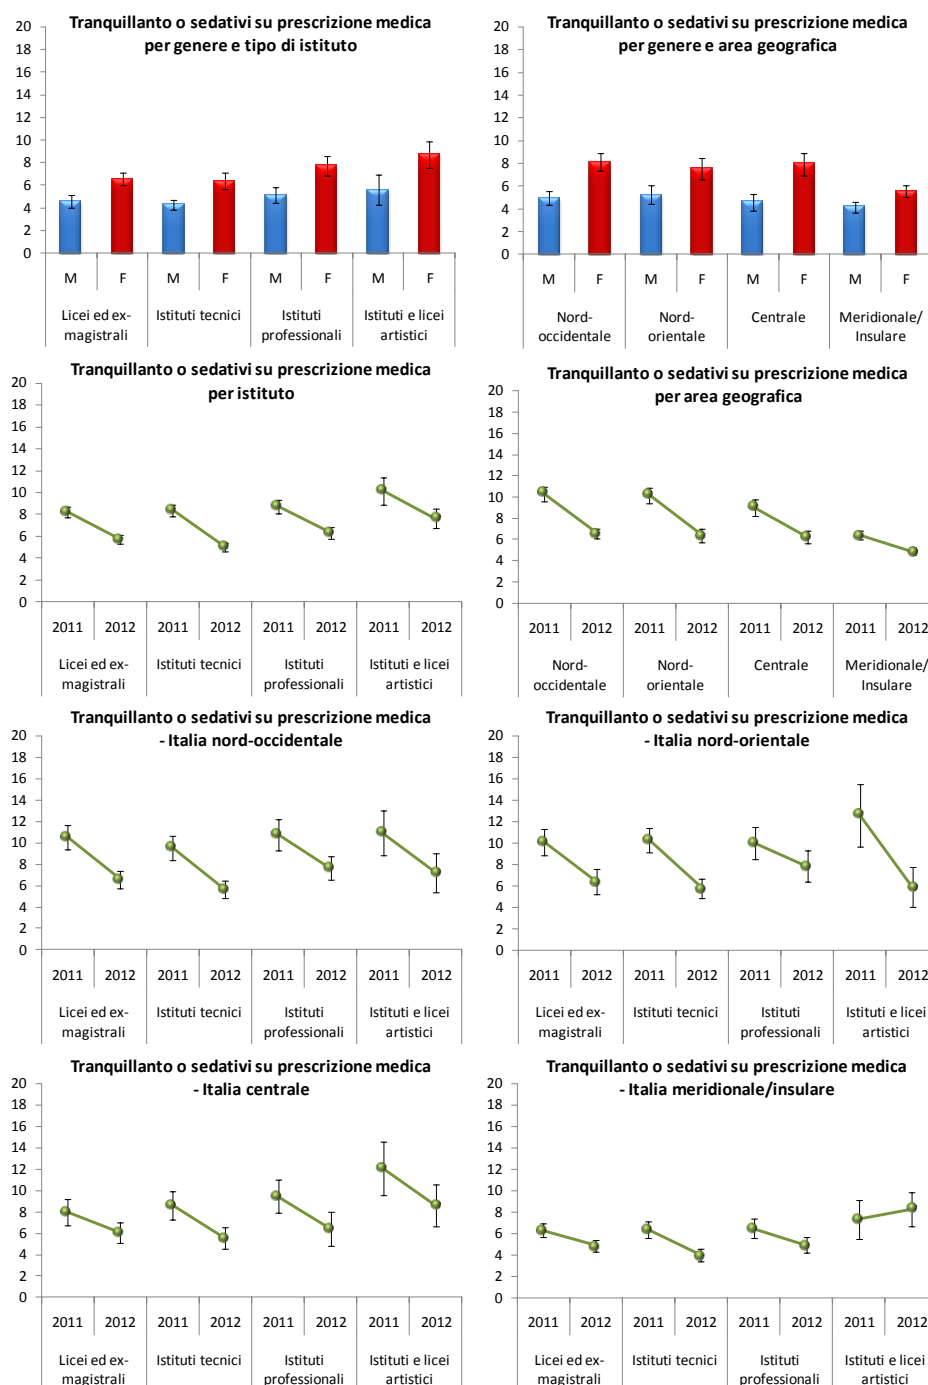 Tranquillanto o sedativi su prescrizione medica
per genere e tipo di istituto
20
18
16
14
12
10
8
6
4
2
0
M F M F M F M F
Licei ed ex-
magistrali
Istituti tecnici
Istituti
professionali
Istituti e licei
artistici
Tranquillanto o sedativi su prescrizione medica
per genere e area geografica
20
18
16
14
12
10
8
6
4
2
0
M F M F M F M F
Nord-
occidentale
Nord-
orientale
Centrale
Meridionale/
Insulare
Tranquillanto o sedativi su prescrizione medica
per istituto
20
18
16
14
12
10
8
6
4
2
0
2011 2012 2011 2012 2011 2012 2011 2012
Licei ed ex-
magistrali
Istituti tecnici
Istituti
professionali
Istituti e licei
artistici
Tranquillanto o sedativi su prescrizione medica
per area geografica
20
18
16
14
12
10
8
6
4
2
0
2011 2012 2011 2012 2011 2012 2011 2012
Nord-
occidentale
Nord-
orientale
Centrale
Meridionale/
Insulare
Tranquillanto o sedativi su prescrizione medica
- Italia nord-occidentale
20
18
16
14
12
10
8
6
4
2
0
2011 2012 2011 2012 2011 2012 2011 2012
Licei ed ex-
magistrali
Istituti tecnici
Istituti
professionali
Istituti e licei
artistici
Tranquillanto o sedativi su prescrizione medica
- Italia nord-orientale
20
18
16
14
12
10
8
6
4
2
0
2011 2012 2011 2012 2011 2012 2011 2012
Licei ed ex-
magistrali
Istituti tecnici
Istituti
professionali
Istituti e licei
artistici
Tranquillanto o sedativi su prescrizione medica
- Italia centrale
20
18
16
14
12
10
8
6
4
2
0
2011 2012 2011 2012 2011 2012 2011 2012
Licei ed ex-
magistrali
Istituti tecnici
Istituti
professionali
Istituti e licei
artistici
Tranquillanto o sedativi su prescrizione medica
- Italia meridionale/insulare
20
18
16
14
12
10
8
6
4
2
0
2011 2012 2011 2012 2011 2012 2011 2012
Licei ed ex-
magistrali
Istituti tecnici
Istituti
professionali
Istituti e licei
artistici